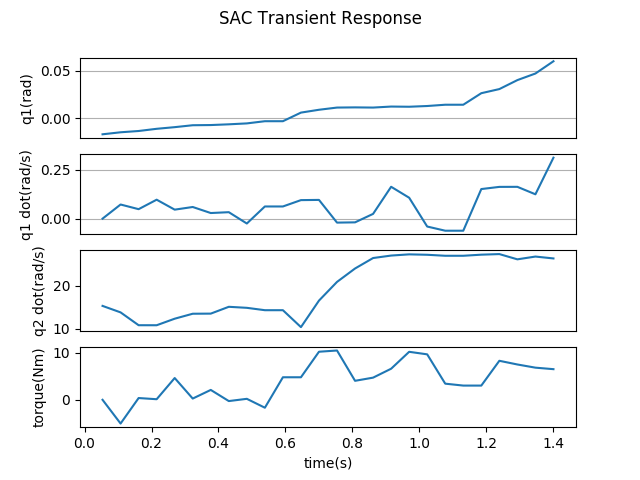 SAC Transient Response
q1(rad)
0.05
0.00
q1 dot(rad/s)
0.25
0.00
q2 dot(rad/s)
20
10
torque(Nm)
10
0
0.0 0.2 0.4 0.6 0.8 1.0 1.2 1.4
time(s)